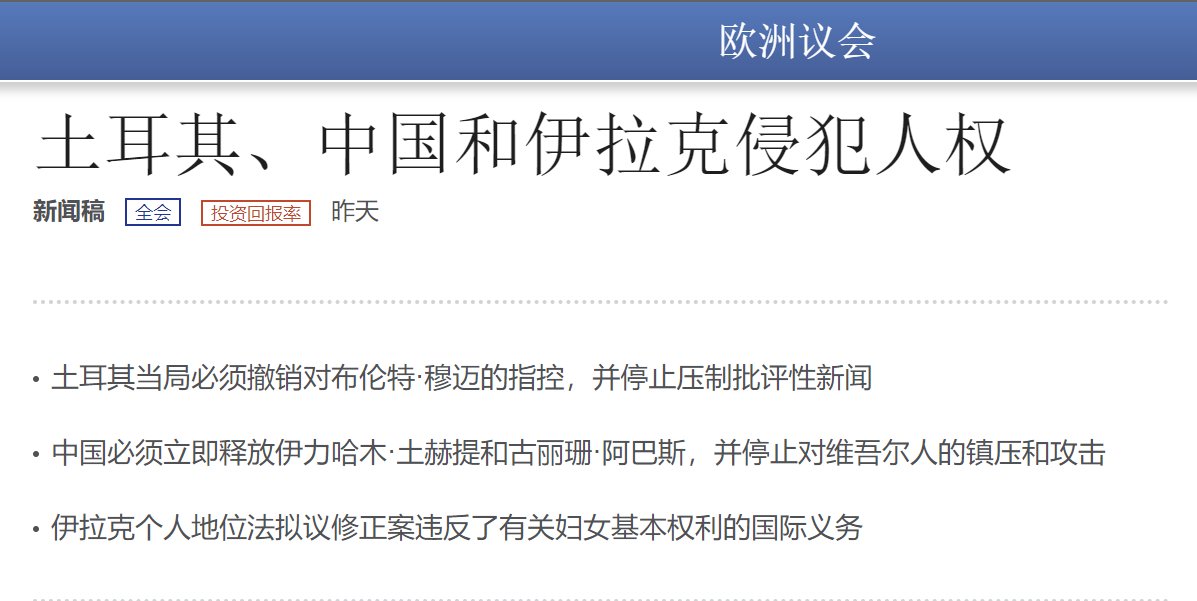 欧洲议会
土耳其、中国和伊拉克侵犯人权
新闻稿 全会 投资回报率 昨天
• 土耳其当局必须撤销对布伦特·穆迈的指控，并停止压制批评性新闻
• 中国必须立即释放伊力哈木·土赫提和古丽珊·阿巴斯，并停止对维吾尔人的镇压和攻击
• 伊拉克个人地位法拟议修正案违反了有关妇女基本权利的国际义务